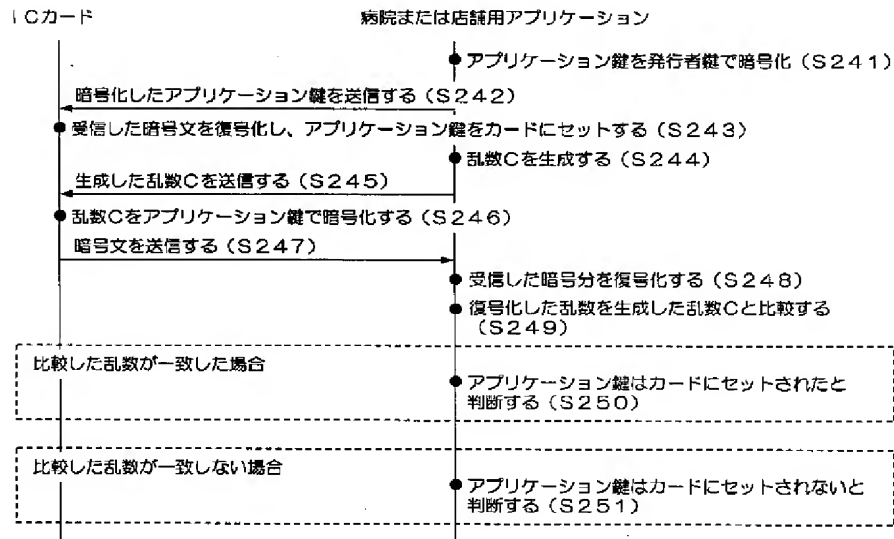 ICカード
病院または店舗用アプリケーション
アプリケーション鍵を発行者鍵で暗号化（S241）
暗号化したアプリケーション鍵を送信する（S242）
受信した暗号文を復号化し、アプリケーション鍵をカードにセットする（S243）
乱数Cを生成する（S244）
生成した乱数Cを送信する（S245）
乱数Cをアプリケーション鍵で暗号化する（S246）
暗号文を送信する（S247）
受信した暗号分を復号化する（S248）
復号化した乱数を生成した乱数Cと比較する
（S249）
比較した乱数が一致した場合
アプリケーション鍵はカードにセットされたと
判断する（S250）
比較した乱数が一致しない場合
アプリケーション鍵はカードにセットされないと
判断する（S251）